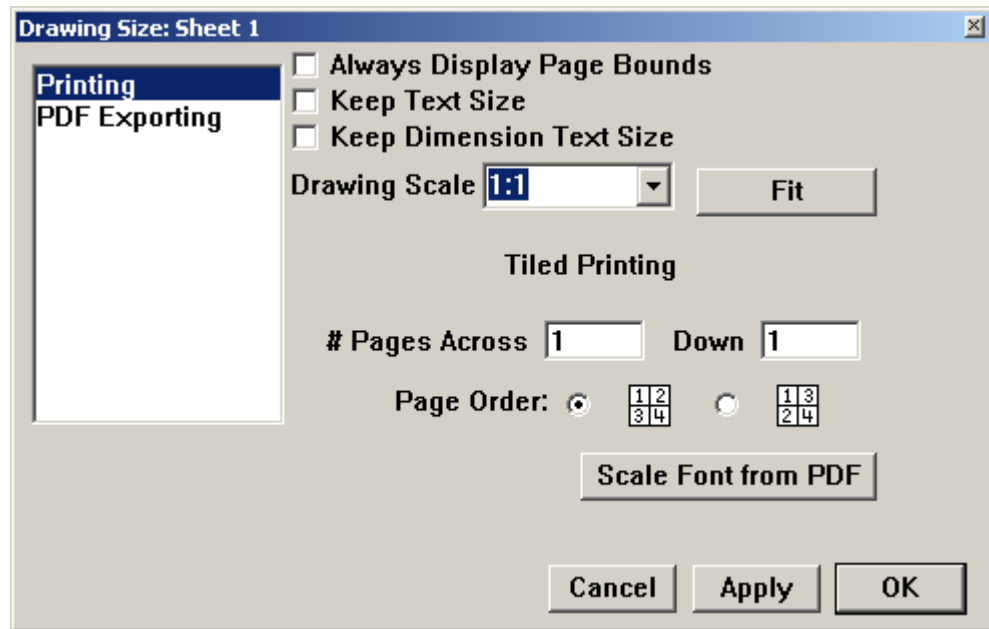 Drawing Size: Sheet 1
Printing
PDF Exporting
Always Display Page Bounds
Keep Text Size
Keep Dimension Text Size
Drawing Scale 1:1 Fit
Tiled Printing
# Pages Across 1 Down 1
Page Order: 1 2 1 3
3 4 2 4
Scale Font from PDF
Cancel Apply OK